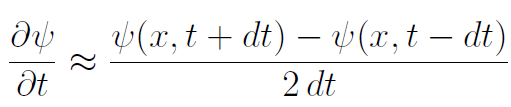 ∂ψ/∂t ≈ (ψ(x, t + dt) − ψ(x, t − dt))/(2 dt)